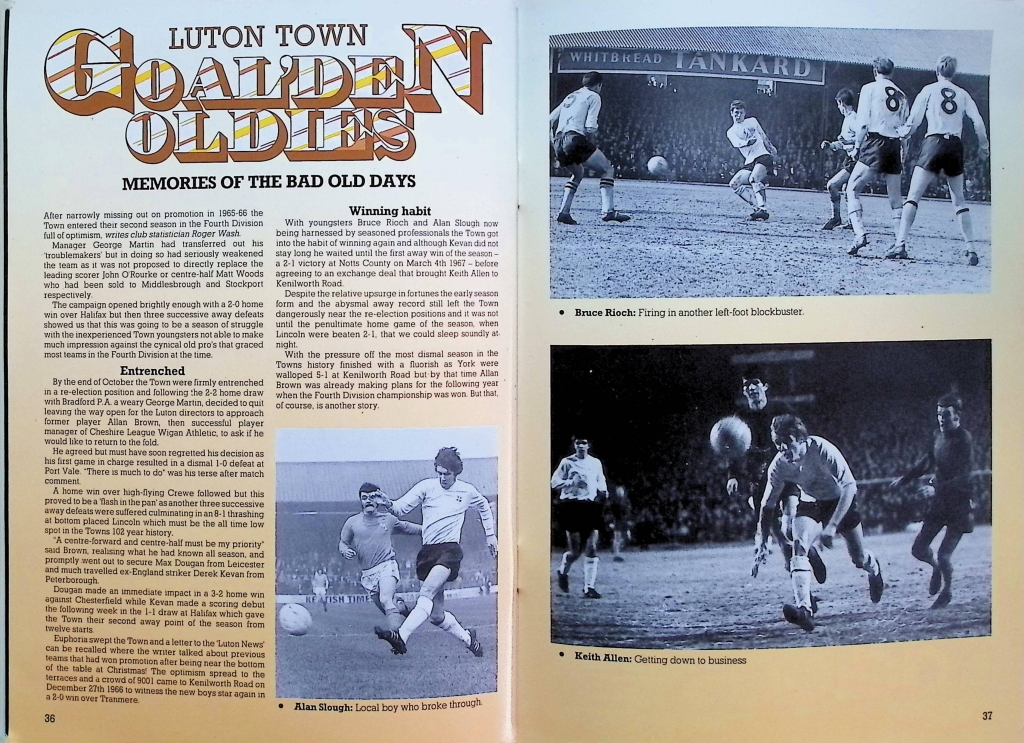 LUTON TOWN
GOAL'DEN
OLDIES
MEMORIES OF THE BAD OLD DAYS
After narrowly missing out on promotion in 1965-66 the
Town entered their second season in the Fourth Division
full of optimism, writes club statistician Roger Wash.
Manager George Martin had transferred out his
'troublemakers' but in doing so had seriously weakened
the team as it was not proposed to directly replace the
leading scorer John O'Rourke or centre-half Matt Woods
who had been sold to Middlesbrough and Stockport
respectively.
The campaign opened brightly enough with a 2-0 home
win over Halifax but then three successive away defeats
showed us that this was going to be a season of struggle
with the inexperienced Town youngsters not able to make
much impression against the cynical old pro's that graced
most teams in the Fourth Division at the time.
Entrenched
By the end of October the Town were firmly entrenched
in a re-election position and following the 2-2 home draw
with Bradford P.A. a weary George Martin, decided to quit
leaving the way open for the Luton directors to approach
former player Allan Brown, then successful player
manager of Cheshire League Wigan Athletic, to ask if he
would like to return to the fold.
He agreed but must have soon regretted his decision as
his first game in charge resulted in a dismal 1-0 defeat at
Port Vale. "There is much to do" was his terse after match
comment.
A home win over high-flying Crewe followed but this
proved to be a 'flash in the pan' as another three successive
away defeats were suffered culminating in an 8-1 thrashing
at bottom placed Lincoln which must be the all time low
spot in the Towns 102 year history.
"A centre-forward and centre-half must be my priority"
said Brown, realising what he had known all season, and
promptly went out to secure Max Dougan from Leicester
and much travelled ex-England striker Derek Kevan from
Peterborough.
Dougan made an immediate impact in a 3-2 home win
against Chesterfield while Kevan made a scoring debut
the following week in the 1-1 draw at Halifax which gave
the Town their second away point of the season from
twelve starts.
Euphoria swept the Town and a letter to the 'Luton News'
can be recalled where the writer talked about previous
teams that had won promotion after being near the bottom
of the table at Christmas! The optimism spread to the
terraces and a crowd of 9001 came to Kenilworth Road on
December 27th 1966 to witness the new boys star again in
a 2-0 win over Tranmere.
36
Winning habit
With youngsters Bruce Rioch and Alan Slough now
being harnessed by seasoned professionals the Town got
into the habit of winning again and although Kevan did not
stay long he waited until the first away win of the season –
a 2-1 victory at Notts County on March 4th 1967 – before
agreeing to an exchange deal that brought Keith Allen to
Kenilworth Road.
Despite the relative upsurge in fortunes the early season
form and the abysmal away record still left the Town
dangerously near the re-election positions and it was not
until the penultimate home game of the season, when
Lincoln were beaten 2-1, that we could sleep soundly at
night.
With the pressure off the most dismal season in the
Towns history finished with a fluorish as York were
walloped 5-1 at Kenilworth Road but by that time Allan
Brown was already making plans for the following year
when the Fourth Division championship was won. But that,
of course, is another story.
BRITISH TIMES
• Alan Slough: Local boy who broke through.
WHITBREAD TANKARD
8
8
• Bruce Rioch: Firing in another left-foot blockbuster.
• Keith Allen: Getting down to business
37